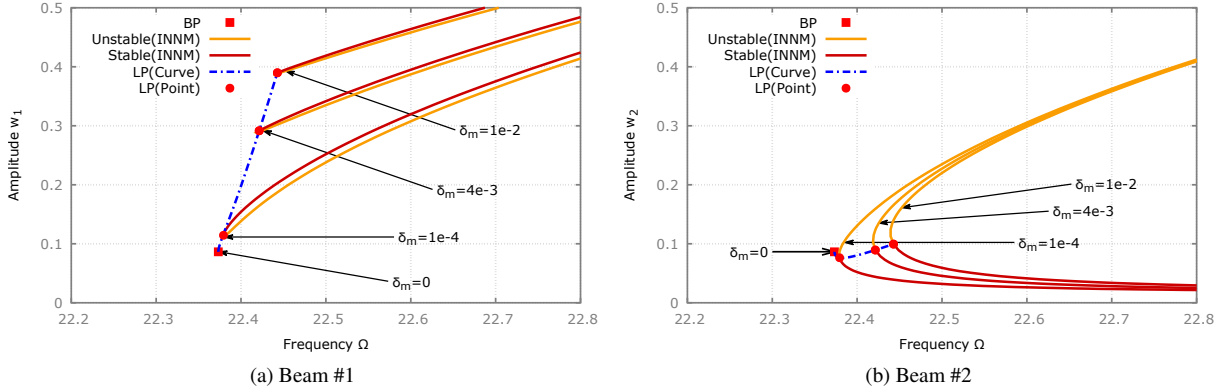 BP
Unstable(INNM)
Stable(INNM)
LP(Curve)
LP(Point)
0.5
0.4
0.3
0.2
0.1
0
Amplitude w₁
δₘ=1e-2
δₘ=4e-3
δₘ=1e-4
δₘ=0
22.2 22.3 22.4 22.5 22.6 22.7 22.8
Frequency Ω
(a) Beam #1
BP
Unstable(INNM)
Stable(INNM)
LP(Curve)
LP(Point)
0.5
0.4
0.3
0.2
0.1
0
Amplitude w₂
δₘ=1e-2
δₘ=4e-3
δₘ=1e-4
δₘ=0
22.2 22.3 22.4 22.5 22.6 22.7 22.8
Frequency Ω
(b) Beam #2